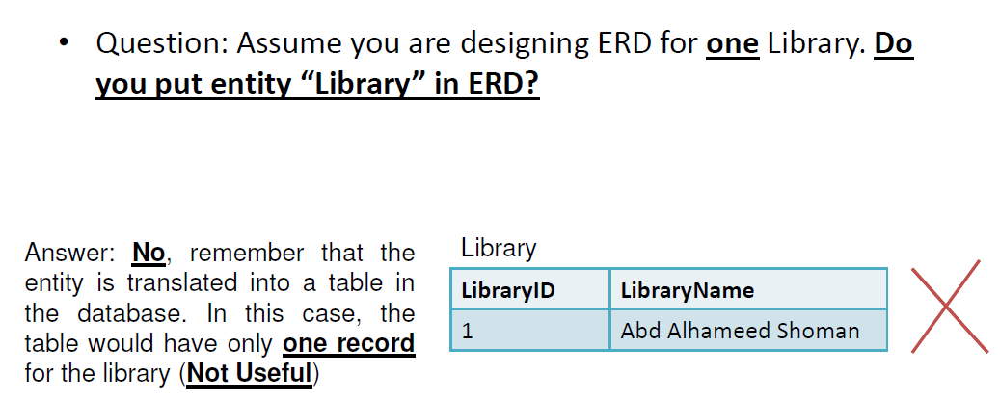 • Question: Assume you are designing ERD for one Library. Do
you put entity “Library” in ERD?
Answer: No, remember that the
entity is translated into a table in
the database. In this case, the
table would have only one record
for the library (Not Useful)
Library
LibraryID LibraryName
1 Abd Alhameed Shoman